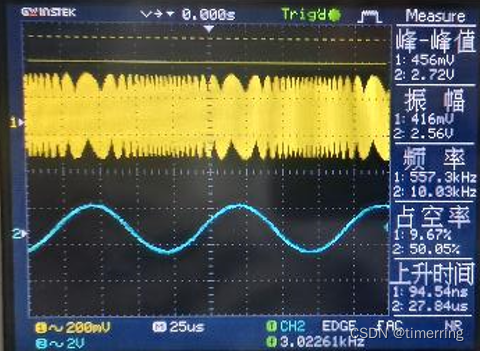 GWINSTEK 0.000s Trig'd Measure
峰-峰值
1: 456mV
2: 2.72V
振 幅
1: 416mV
2: 2.56V
频 率
1: 557.3kHz
2: 10.03kHz
占空率
1: 9.67%
2: 50.05%
上升时间
1: 94.54ns
2: 27.84us
1
2
1 200mV M 25us CH2 EDGE AC NR
2 2V 3.02261kHz
CSDN @timerring